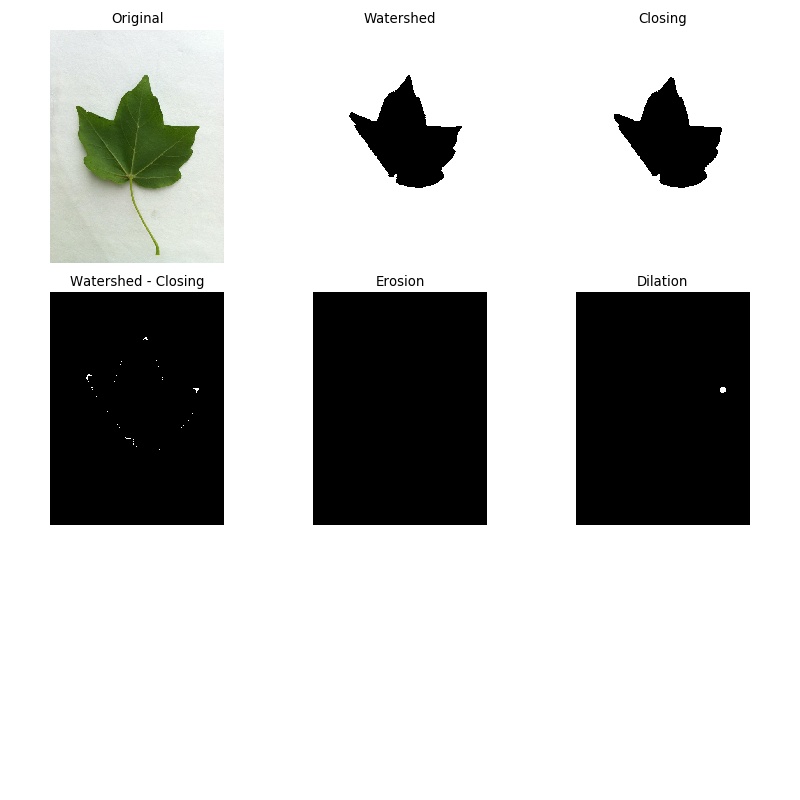 Original
Watershed
Closing
Watershed - Closing
Erosion
Dilation